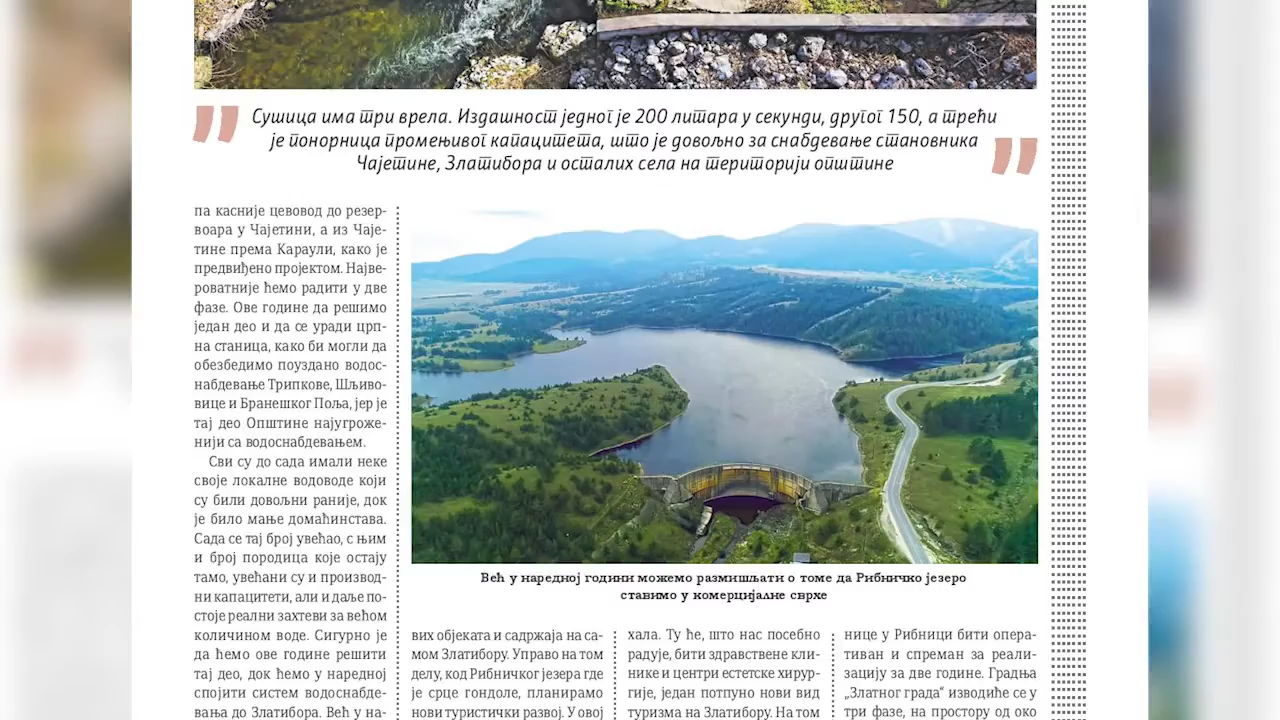 Сушица има три врела. Издашност једног је 200 литара у секунди, другог 150, а трећи
је понорница промењивог капацитета, што је довољно за снабдевање становника
Чајетине, Златибора и осталих села на територији општине
па касније цевовод до резер-
воара у Чајетини, а из Чаје-
тине према Караули, како је
предвиђено пројектом. Најве-
роватније ћемо радити у две
фазе. Ове године да решимо
један део и да се уради црп-
на станица, како би могли да
обезбедимо поуздано водос-
набдевање Трипкове, Шљиво-
вице и Бранешког Поља, јер је
тај део Општине најугроже-
нији са водоснабдевањем.
Сви су до сада имали неке
своје локалне водоводе који
су били довољни раније, док
је било мање домаћинстава.
Сада се тај број увећао, с њим
и број породица које остају
тамо, увећани су и производ-
ни капацитети, али и даље по-
стоје реални захтеви за већом
количином воде. Сигурно је
да ћемо ове године решити
тај део, док ћемо у наредној
спојити систем водоснабде-
вања до Златибора. Већ у на-
Већ у наредној години можемо размишљати о томе да Рибничко језеро
ставимо у комерцијалне сврхе
вих објеката и садржаја на са-
мом Златибору. Управо на том
делу, код Рибничког језера где
је срце гондоле, планирамо
нови туристички развој. У овој
хала. Ту ће, што нас посебно
радује, бити здравствене кли-
нике и центри естетске хирур-
гије, један потпуно нови вид
туризма на Златибору. На том
нице у Рибници бити опера-
тиван и спреман за реали-
зацију за две године. Градња
„Златног града“ изводиће се у
три фазе, на простору од око